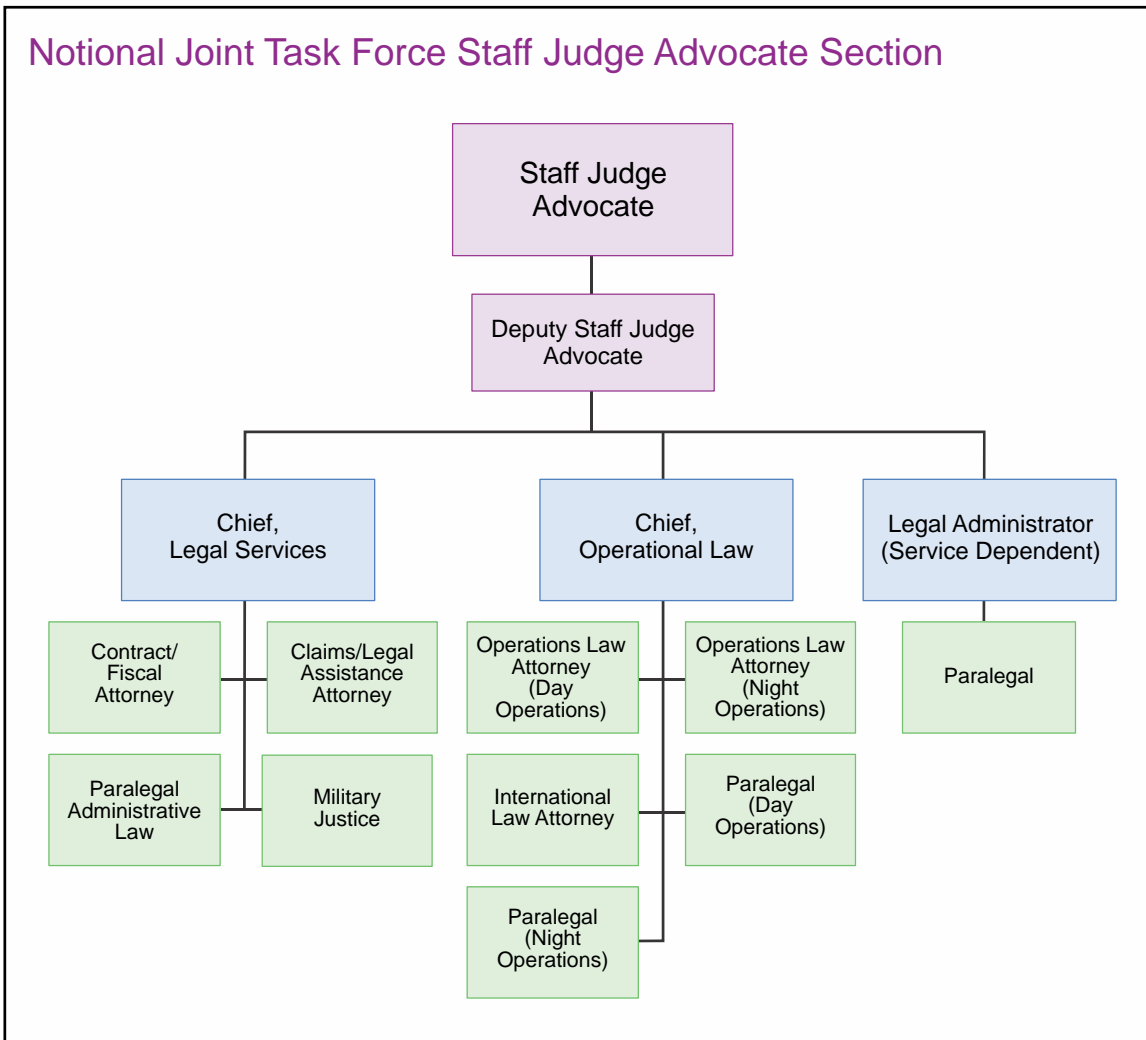 Notional Joint Task Force Staff Judge Advocate Section
Staff Judge
Advocate
Deputy Staff Judge
Advocate
Chief,
Legal Services
Chief,
Operational Law
Legal Administrator
(Service Dependent)
Contract/
Fiscal
Attorney
Claims/Legal
Assistance
Attorney
Operations Law
Attorney
(Day
Operations)
Operations Law
Attorney
(Night
Operations)
Paralegal
Paralegal
Administrative
Law
Military
Justice
International
Law Attorney
Paralegal
(Day
Operations)
Paralegal
(Night
Operations)